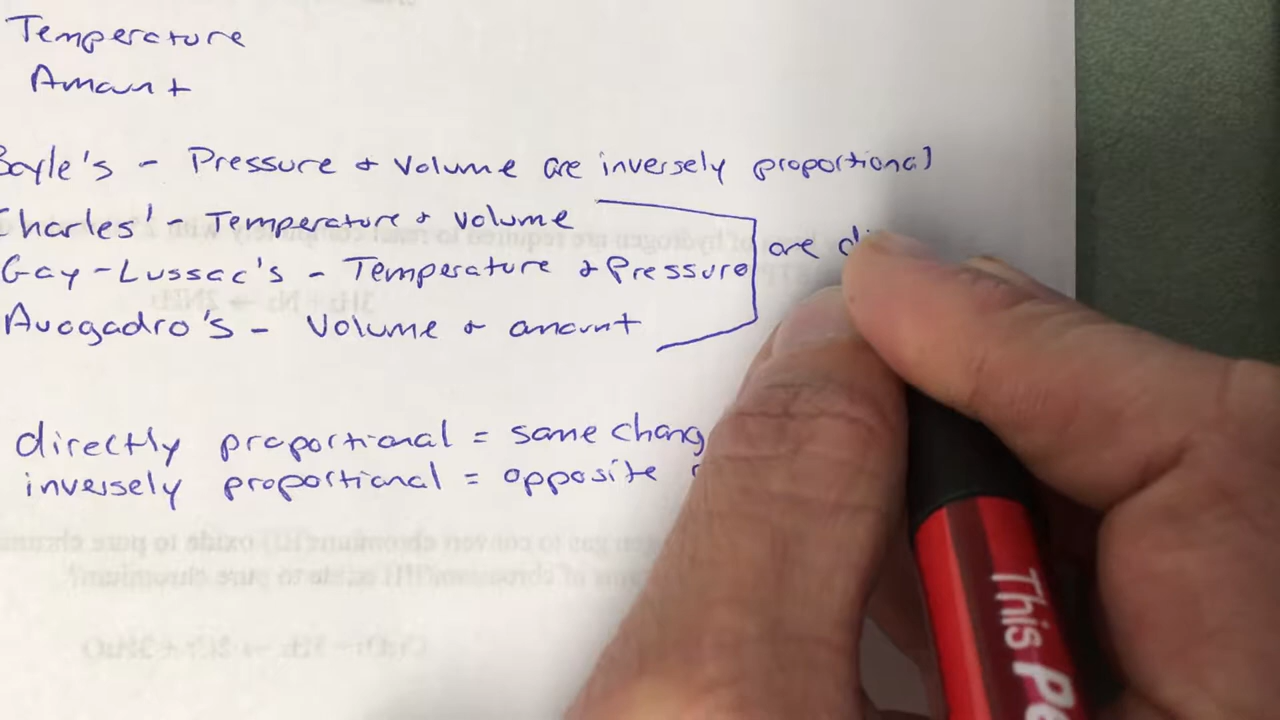 Temperature
Amount
Boyle's - Pressure & Volume are inversely proportional
Charles' - Temperature & Volume
are
Gay-Lussac's - Temperature & Pressure
Avogadro's - Volume & amount
directly proportional = same chang
inversely proportional = opposite
This Pe